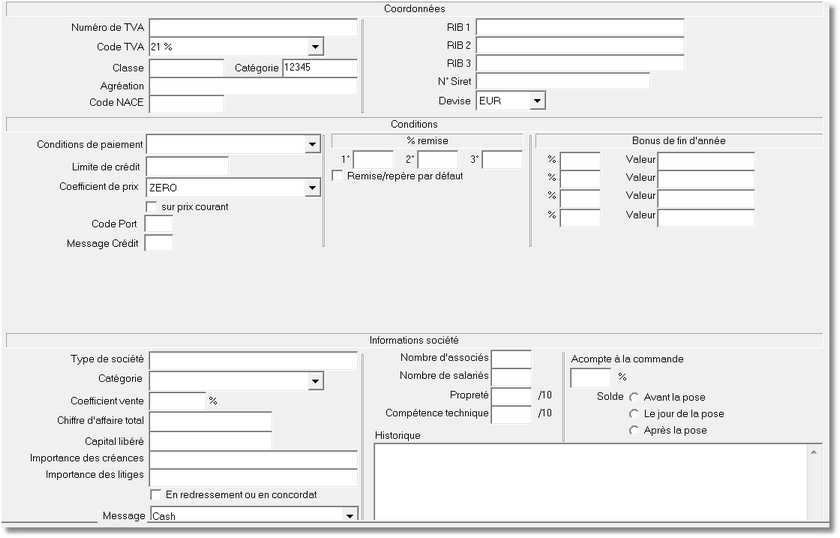 Coordonnées
Numéro de TVA
Code TVA 21 %
Classe Catégorie 12345
Agréation
Code NACE
RIB 1
RIB 2
RIB 3
N° Siret
Devise EUR
Conditions
Conditions de paiement
Limite de crédit
Coefficient de prix ZERO
sur prix courant
Code Port
Message Crédit
% remise
1° 2° 3°
Remise/repère par défaut
Bonus de fin d'année
% Valeur
% Valeur
% Valeur
% Valeur
Informations société
Type de société
Catégorie
Coefficient vente %
Chiffre d'affaire total
Capital libéré
Importance des créances
Importance des litiges
En redressement ou en concordat
Message Cash
Nombre d'associés
Nombre de salariés
Propreté /10
Compétence technique /10
Historique
Acompte à la commande
%
Solde Avant la pose
Le jour de la pose
Après la pose